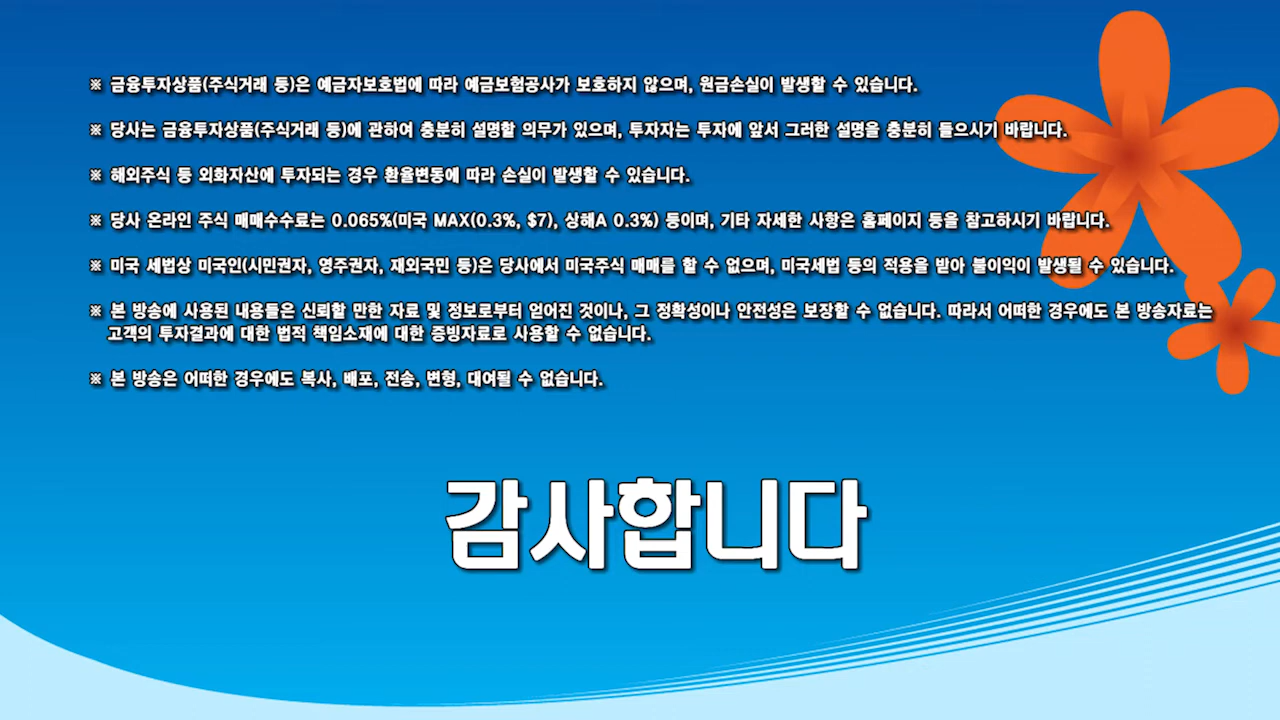 ※ 금융투자상품(주식거래 등)은 예금자보호법에 따라 예금보험공사가 보호하지 않으며, 원금손실이 발생할 수 있습니다.
※ 당사는 금융투자상품(주식거래 등)에 관하여 충분히 설명할 의무가 있으며, 투자자는 투자에 앞서 그러한 설명을 충분히 들으시기 바랍니다.
※ 해외주식 등 외화자산에 투자되는 경우 환율변동에 따라 손실이 발생할 수 있습니다.
※ 당사 온라인 주식 매매수수료는 0.065%(미국 MAX(0.3%, $7), 상해A 0.3%) 등이며, 기타 자세한 사항은 홈페이지 등을 참고하시기 바랍니다.
※ 미국 세법상 미국인(시민권자, 영주권자, 재외국민 등)은 당사에서 미국주식 매매를 할 수 없으며, 미국세법 등의 적용을 받아 불이익이 발생될 수 있습니다.
※ 본 방송에 사용된 내용들은 신뢰할 만한 자료 및 정보로부터 얻어진 것이나, 그 정확성이나 안전성은 보장할 수 없습니다. 따라서 어떠한 경우에도 본 방송자료는
고객의 투자결과에 대한 법적 책임소재에 대한 증빙자료로 사용할 수 없습니다.
※ 본 방송은 어떠한 경우에도 복사, 배포, 전송, 변형, 대여될 수 없습니다.
감사합니다